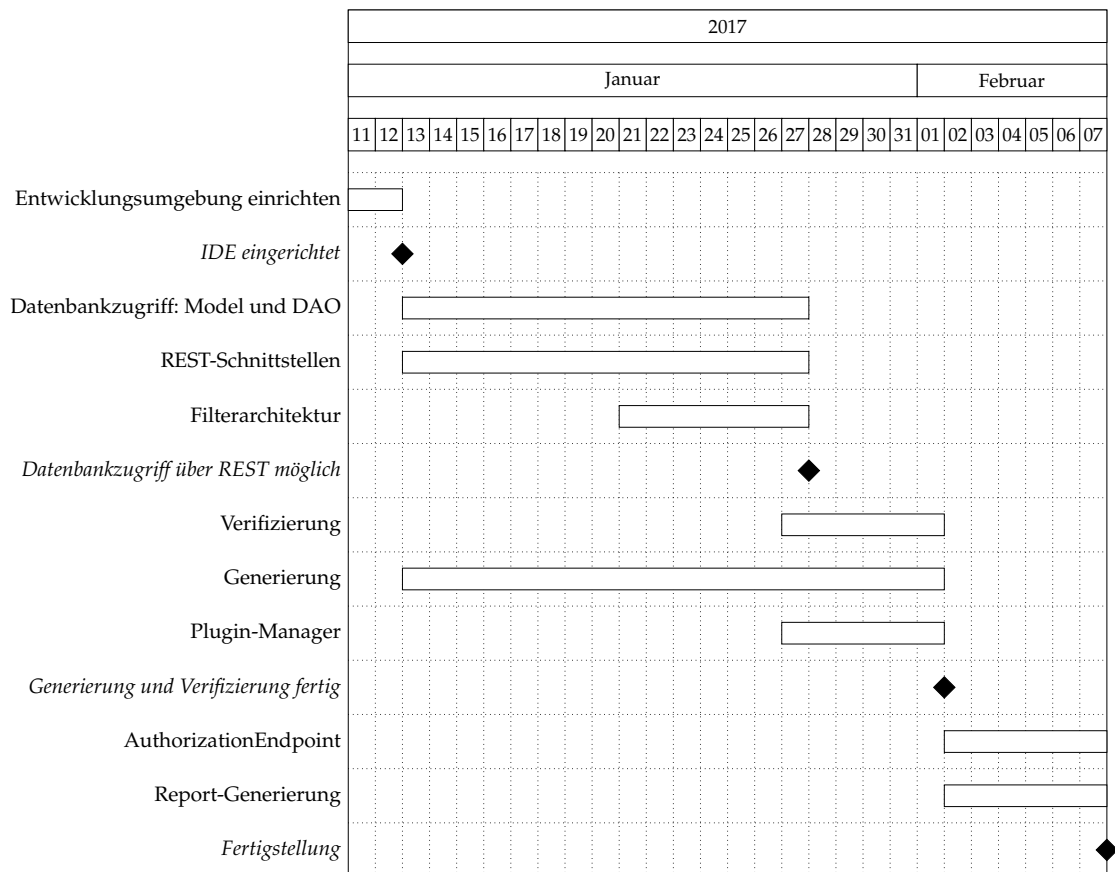 2017
Januar Februar
11 12 13 14 15 16 17 18 19 20 21 22 23 24 25 26 27 28 29 30 31 01 02 03 04 05 06 07
Entwicklungsumgebung einrichten
IDE eingerichtet
Datenbankzugriff: Model und DAO
REST-Schnittstellen
Filterarchitektur
Datenbankzugriff über REST möglich
Verifizierung
Generierung
Plugin-Manager
Generierung und Verifizierung fertig
AuthorizationEndpoint
Report-Generierung
Fertigstellung